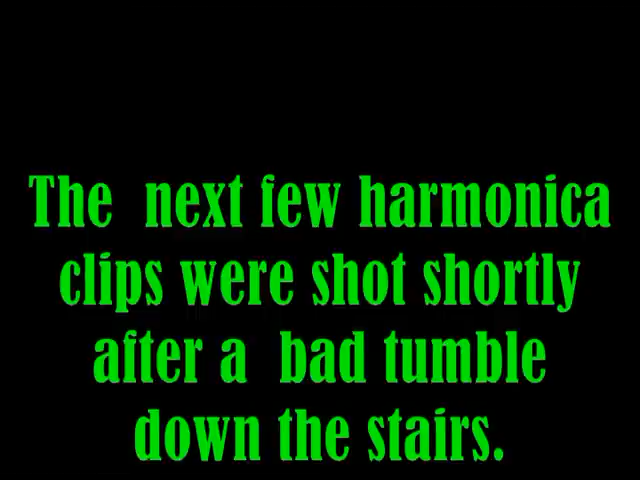 The  next few harmonica
clips were shot shortly
after a  bad tumble
down the stairs.